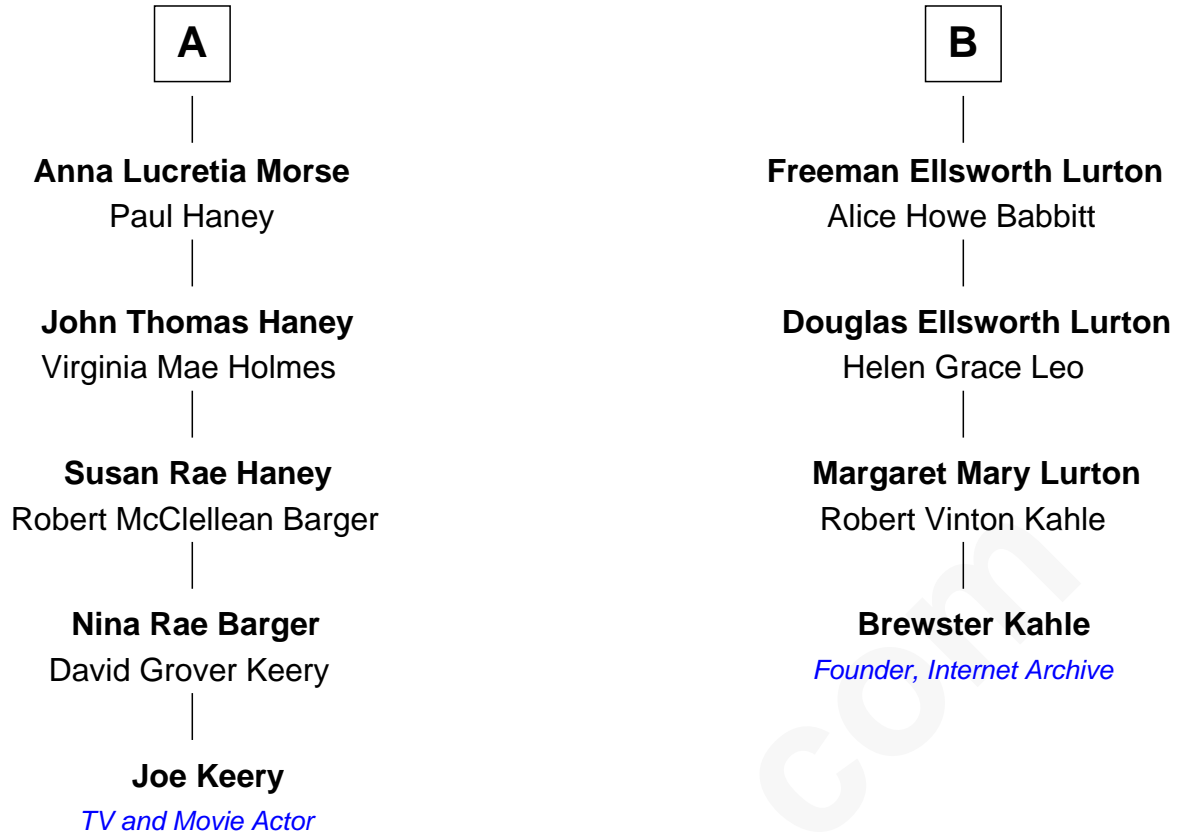 A
Anna Lucretia Morse
Paul Haney
John Thomas Haney
Virginia Mae Holmes
Susan Rae Haney
Robert McClellean Barger
Nina Rae Barger
David Grover Keery
Joe Keery
TV and Movie Actor
B
Freeman Ellsworth Lurton
Alice Howe Babbitt
Douglas Ellsworth Lurton
Helen Grace Leo
Margaret Mary Lurton
Robert Vinton Kahle
Brewster Kahle
Founder, Internet Archive
com